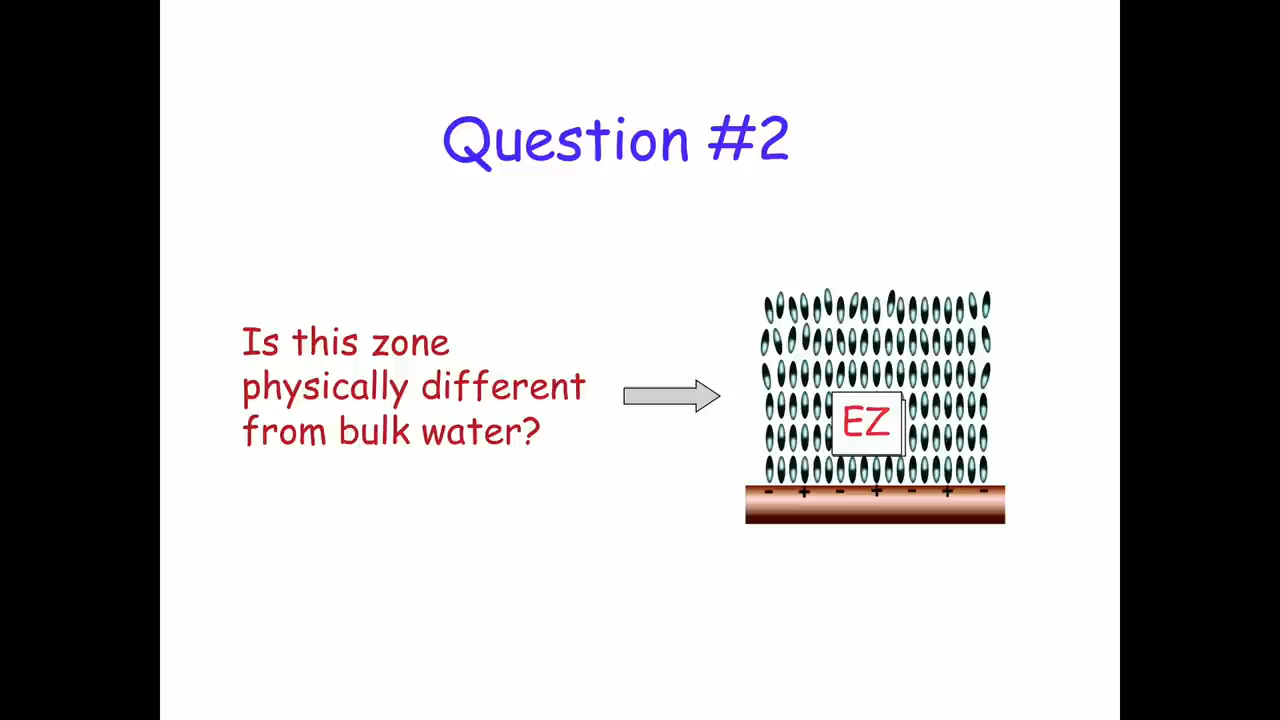 Question #2
Is this zone
physically different
from bulk water?
EZ
- + - + - + -